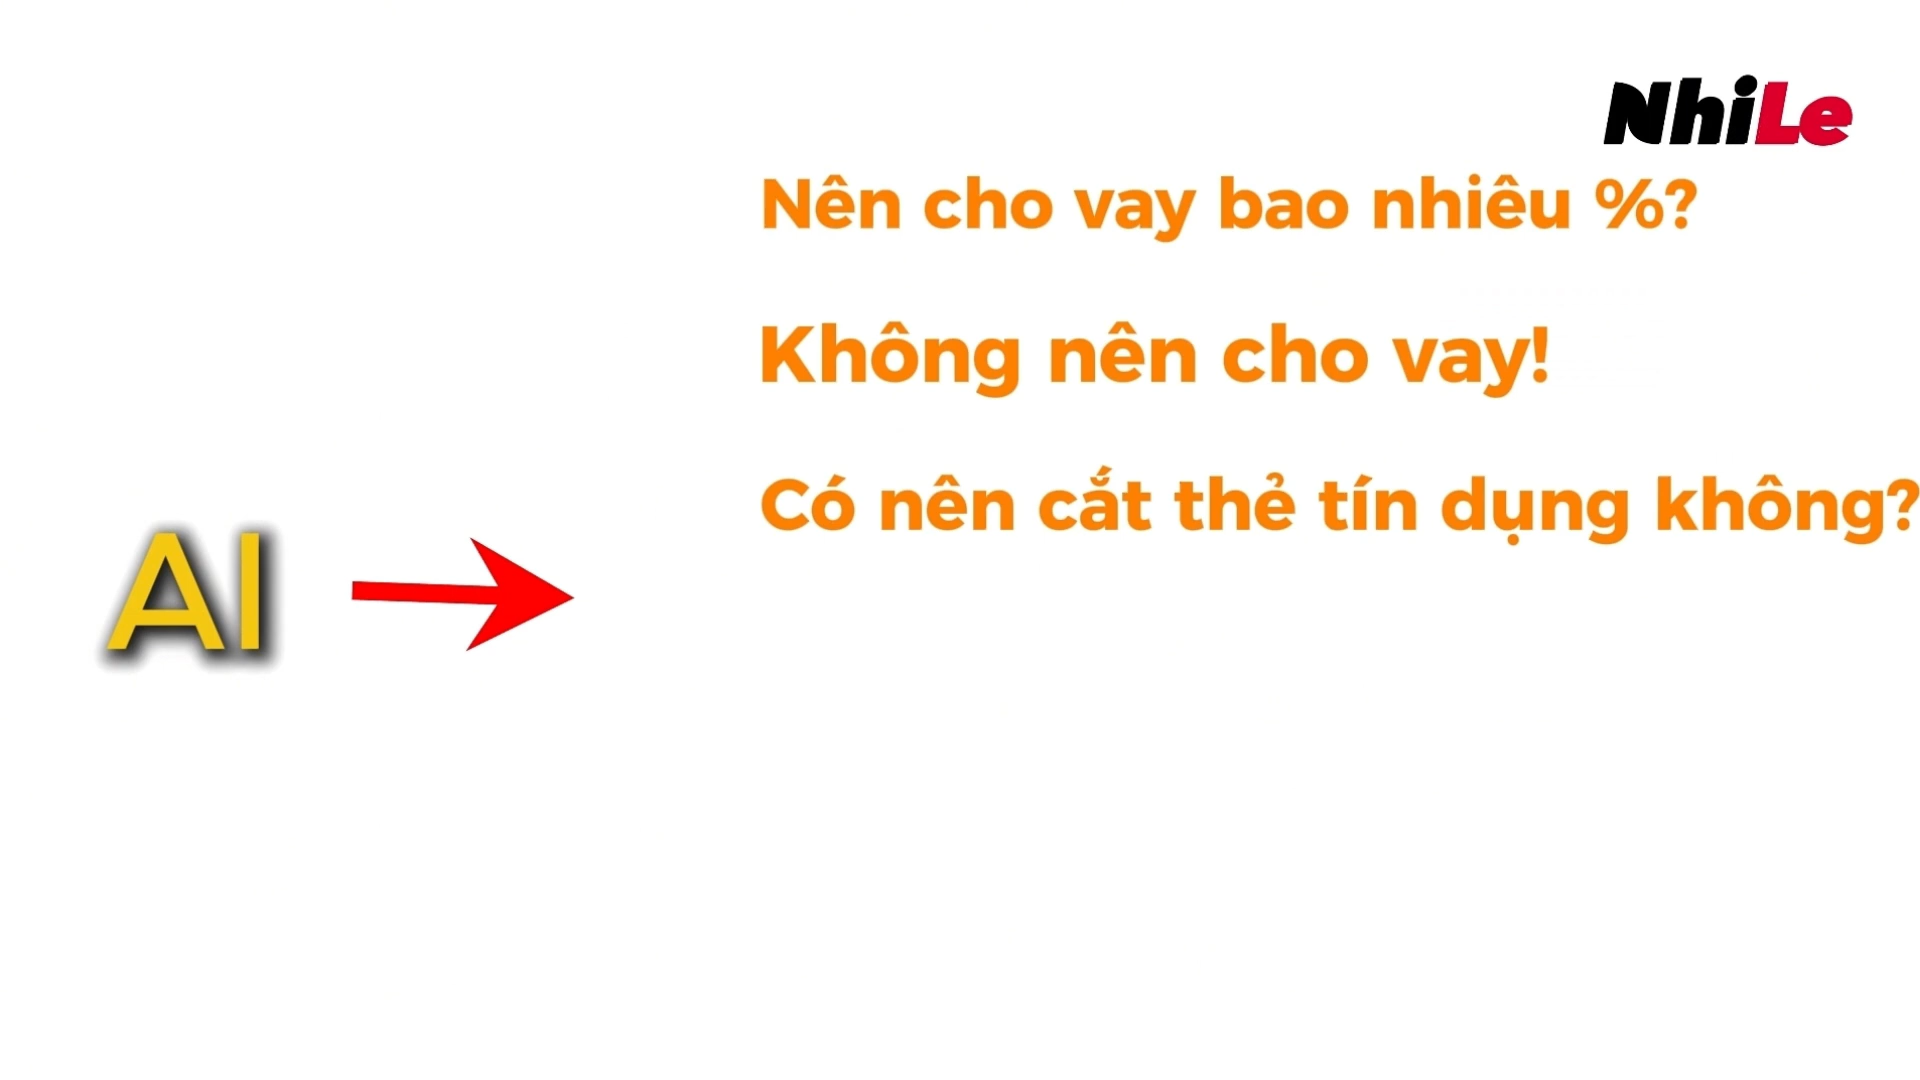 NhiLe
Nên cho vay bao nhiêu %?
Không nên cho vay!
Có nên cắt thẻ tín dụng không?
AI